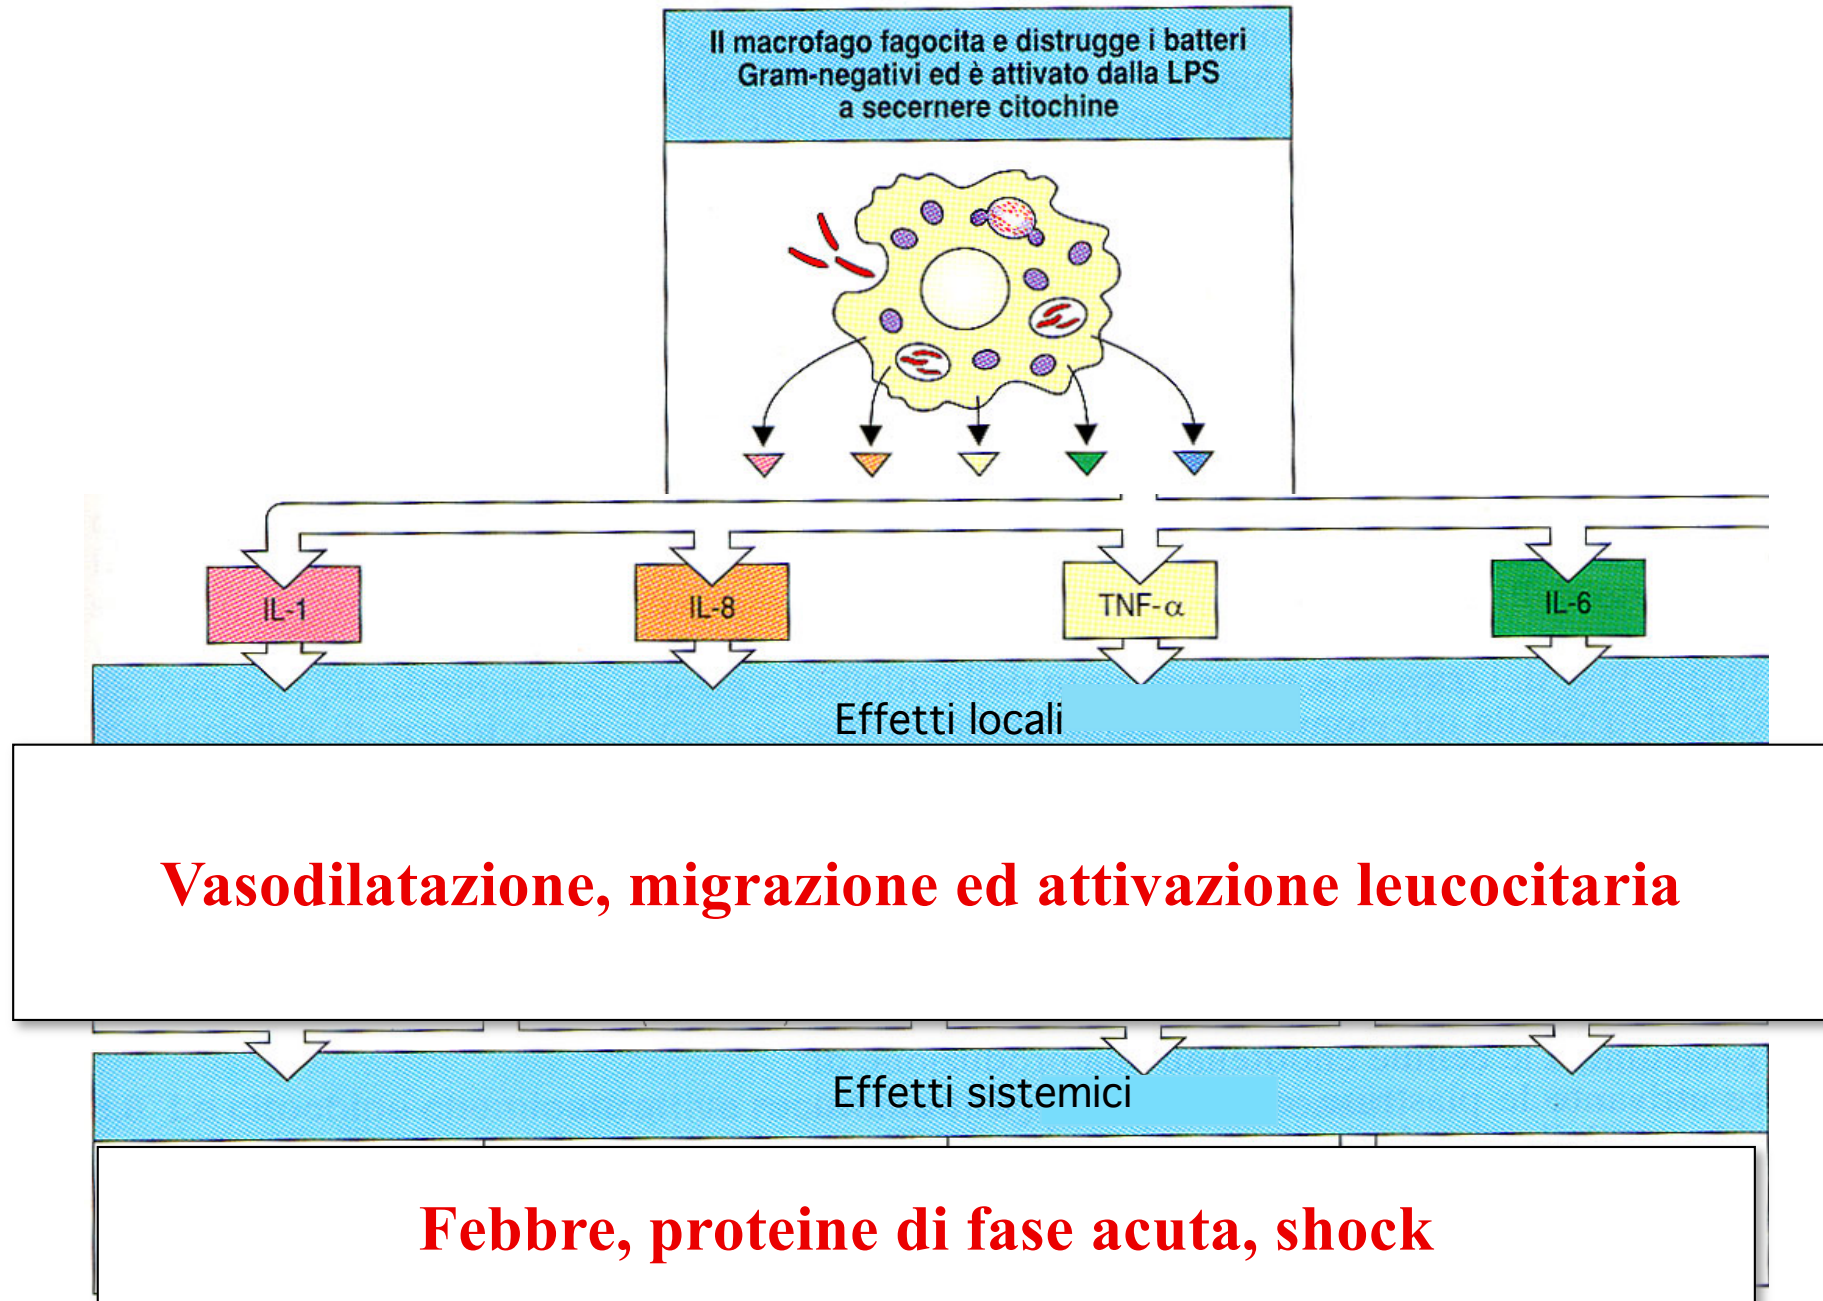 Il macrofago fagocita e distrugge i batteri
Gram-negativi ed è attivato dalla LPS
a secernere citochine
IL-1
IL-8
TNF-α
IL-6
Effetti locali
Vasodilatazione, migrazione ed attivazione leucocitaria
Effetti sistemici
Febbre, proteine di fase acuta, shock